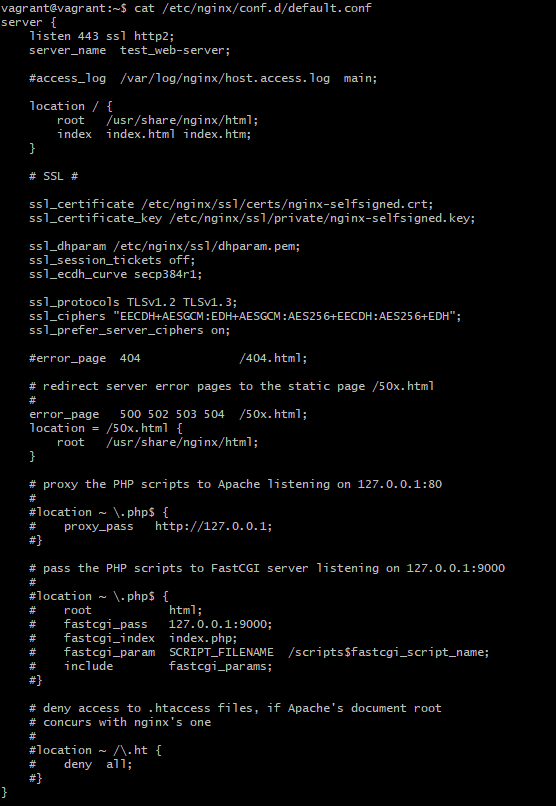 vagrant@vagrant:~$ cat /etc/nginx/conf.d/default.conf
server {
    listen 443 ssl http2;
    server_name  test_web-server;

    #access_log  /var/log/nginx/host.access.log  main;

    location / {
        root   /usr/share/nginx/html;
        index  index.html index.htm;
    }

    # SSL #

    ssl_certificate /etc/nginx/ssl/certs/nginx-selfsigned.crt;
    ssl_certificate_key /etc/nginx/ssl/private/nginx-selfsigned.key;

    ssl_dhparam /etc/nginx/ssl/dhparam.pem;
    ssl_session_tickets off;
    ssl_ecdh_curve secp384r1;

    ssl_protocols TLSv1.2 TLSv1.3;
    ssl_ciphers "EECDH+AESGCM:EDH+AESGCM:AES256+EECDH:AES256+EDH";
    ssl_prefer_server_ciphers on;

    #error_page  404              /404.html;

    # redirect server error pages to the static page /50x.html
    #
    error_page   500 502 503 504  /50x.html;
    location = /50x.html {
        root   /usr/share/nginx/html;
    }

    # proxy the PHP scripts to Apache listening on 127.0.0.1:80
    #
    #location ~ \.php$ {
    #    proxy_pass   http://127.0.0.1;
    #}

    # pass the PHP scripts to FastCGI server listening on 127.0.0.1:9000
    #
    #location ~ \.php$ {
    #    root           html;
    #    fastcgi_pass   127.0.0.1:9000;
    #    fastcgi_index  index.php;
    #    fastcgi_param  SCRIPT_FILENAME  /scripts$fastcgi_script_name;
    #    include        fastcgi_params;
    #}

    # deny access to .htaccess files, if Apache's document root
    # concurs with nginx's one
    #
    #location ~ /\.ht {
    #    deny  all;
    #}
}